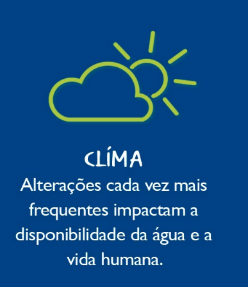 CLÍMA
Alterações cada vez mais
frequentes impactam a
disponibilidade da água e a
vida humana.